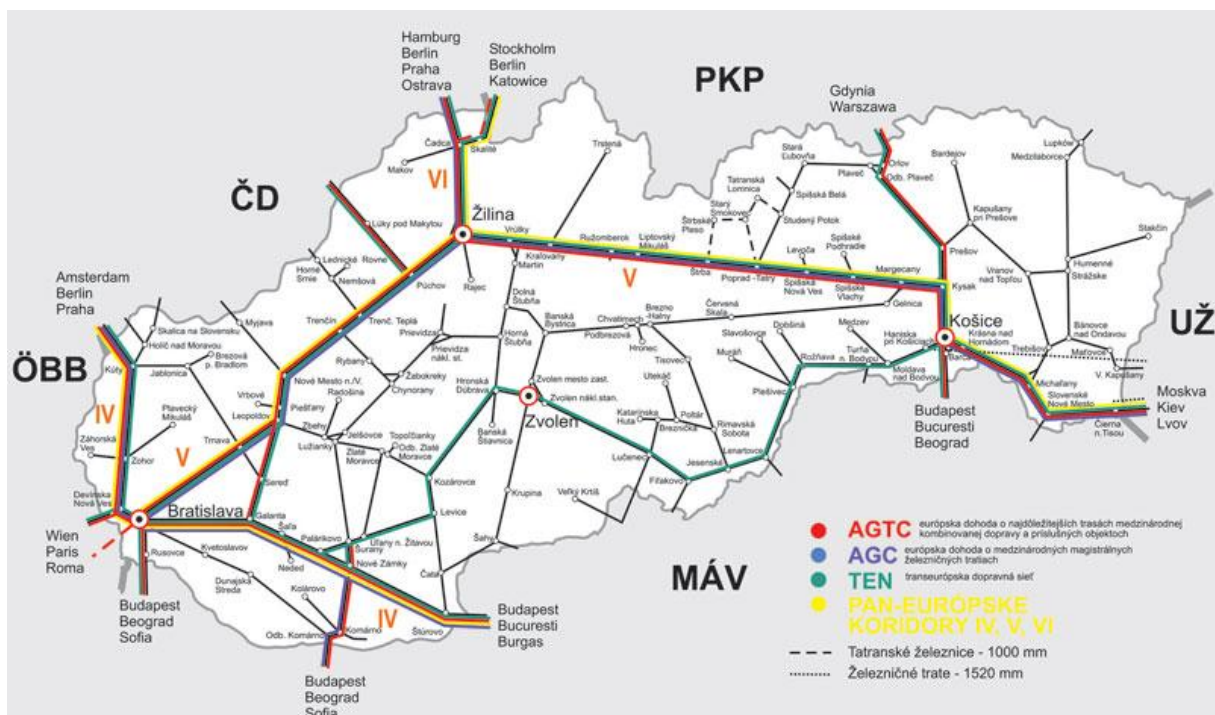 Hamburg
Berlin
Praha
Ostrava
Stockholm
Berlin
Katowice
PKP
Gdynia
Warszawa
ČD
ÖBB
MÁV
UŽ
Amsterdam
Berlin
Praha
Wien
Paris
Roma
Budapest
Beograd
Sofia
Budapest
Beograd
Sofia
Budapest
Bucuresti
Burgas
Budapest
Bucuresti
Beograd
Moskva
Kiev
Lvov
VI
V
V
IV
IV
Čadca
Skalité
Makov
Trstená
Žilina
Lúky pod Makytou
Vrútky
Kraľovany
Martin
Ružomberok
Liptovský
Mikuláš
Rajec
Púchov
Lednické Rovne
Horné
Srnie
Nemšová
Trenčín
Trenč. Teplá
Stará
Ľubovňa
Plaveč
Orlov
Odb. Plaveč
Bardejov
Lupków
Medzilaborce
Tatranská
Lomnica
Spišská Belá
Starý
Smokovec
Študený Potok
Štrbské
Pleso
Štrba
Poprad -Tatry
Levoča
Spišské
Podhradie
Spišská
Nová Ves
Spišské
Vlachy
Margecany
Gelnica
Kapušany
pri Prešove
Prešov
Kysak
Stakčín
Humenné
Strážske
Vranov
nad Topľou
Košice
Krásna nad
Hornádom
Barca
Haniska
pri Košiciach
Trebišov
Bánovce
nad Ondavou
Maťovce
V. Kapušany
Michaľany
Slovenské
Nové Mesto
Čierna
n.Tisou
Moldava
nad Bodvou
Turňa
n. Bodvou
Medzev
Rožňava
Dobšiná
Slavošovce
Muráň
Plešivec
Červená
Skala
Brezno
-Halny
Chvatimech
Podbrezová
Hronec
Tisovec
Utekáč
Katarínska
Huta
Poltár
Breznička
Rimavská
Sobota
Lenartovce
Jesenské
Fiľakovo
Lučenec
Veľký Krtíš
Banská
Bystrica
Dolná
Štubňa
Horná
Štubňa
Prievidza
Prievidza
nákl. st.
Hronská
Dúbrava
Zvolen mesto zast.
Zvolen nákl.stan.
Zvolen
Banská
Štiavnica
Krupina
Šahy
Rybany
Žabokreky
Chynorany
Radošina
Zbehy
Jelšovce
Lužianky
Topoľčianky
Odb. Zlaté
Moravce
Zlaté
Moravce
Kozárovce
Levice
Čata
Štúrovo
Úľany n. Žitavou
Šurany
Nové Zámky
Palárikovo
Šaľa
Neded
Galanta
Sereď
Kolárovo
Komárno
Odb. Komárno
Dunajská
Streda
Kvetoslavov
Rusovce
Bratislava
Devínska
Nová Ves
Zohor
Záhorská
Ves
Plavecký
Mikuláš
Trnava
Leopoldov
Vrbové
Piešťany
Nové Mesto n./V.
Myjava
Brezová
p. Bradlom
Jablonica
Kúty
Holíč nad Moravou
Skalica na Slovensku
AGTC
európska dohoda o najdôležitejších trasách medzinárodnej
kombinovanej dopravy a príslušných objektoch
AGC
európska dohoda o medzinárodných magistrálnych
železničných tratiach
TEN
transeurópska dopravná sieť
PAN-EURÓPSKE
KORIDORY IV, V, VI
Tatranské železnice - 1000 mm
Železničné trate - 1520 mm